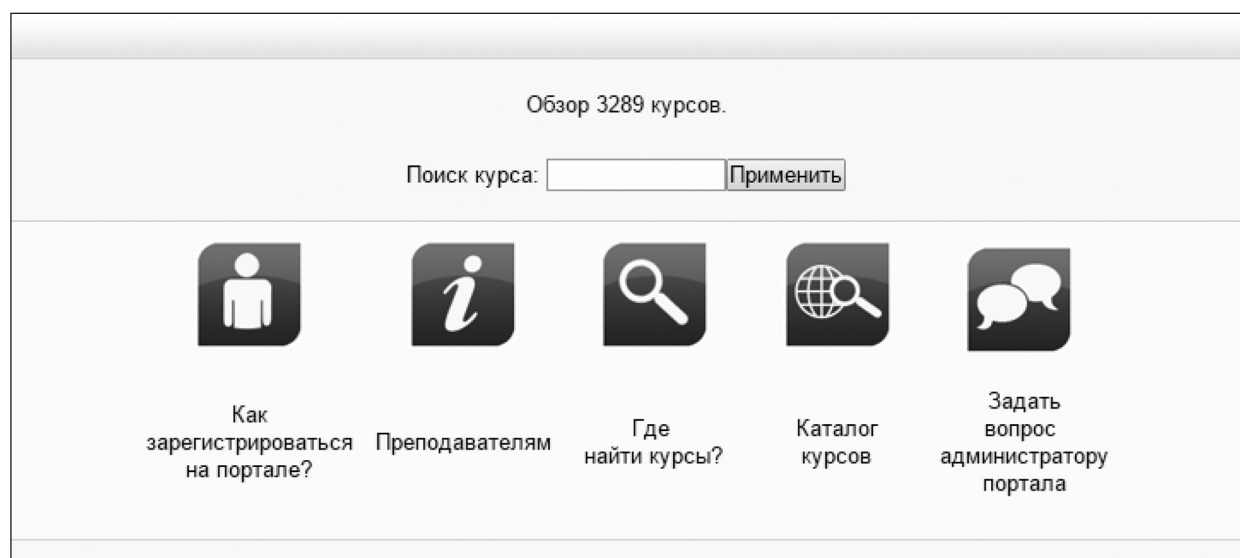 Обзор 3289 курсов.
Поиск курса: Применить
Как
зарегистрироваться
на портале?
Преподавателям
Где
найти курсы?
Каталог
курсов
Задать
вопрос
администратору
портала